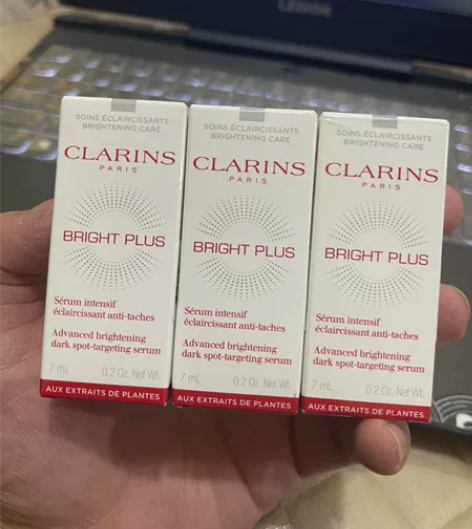 LEGION
SOINS ÉCLAIRCISSANTS
BRIGHTENING CARE
CLARINS
PARIS
BRIGHT PLUS
Sérum intensif
éclaircissant anti-taches
Advanced brightening
dark spot-targeting serum
7 mL 0.2 Oz. Net Wt.
AUX EXTRAITS DE PLANTES
SOINS ÉCLAIRCISSANTS
BRIGHTENING CARE
CLARINS
PARIS
BRIGHT PLUS
Sérum intensif
éclaircissant anti-taches
Advanced brightening
dark spot-targeting serum
7 mL 0.2 Oz. Net Wt.
AUX EXTRAITS DE PLANTES
SOINS ÉCLAIRCISSANTS
BRIGHTENING CARE
CLARINS
PARIS
BRIGHT PLUS
Sérum intensif
éclaircissant anti-taches
Advanced brightening
dark spot-targeting serum
7 mL 0.2 Oz. Net Wt.
AUX EXTRAITS DE PLANTES